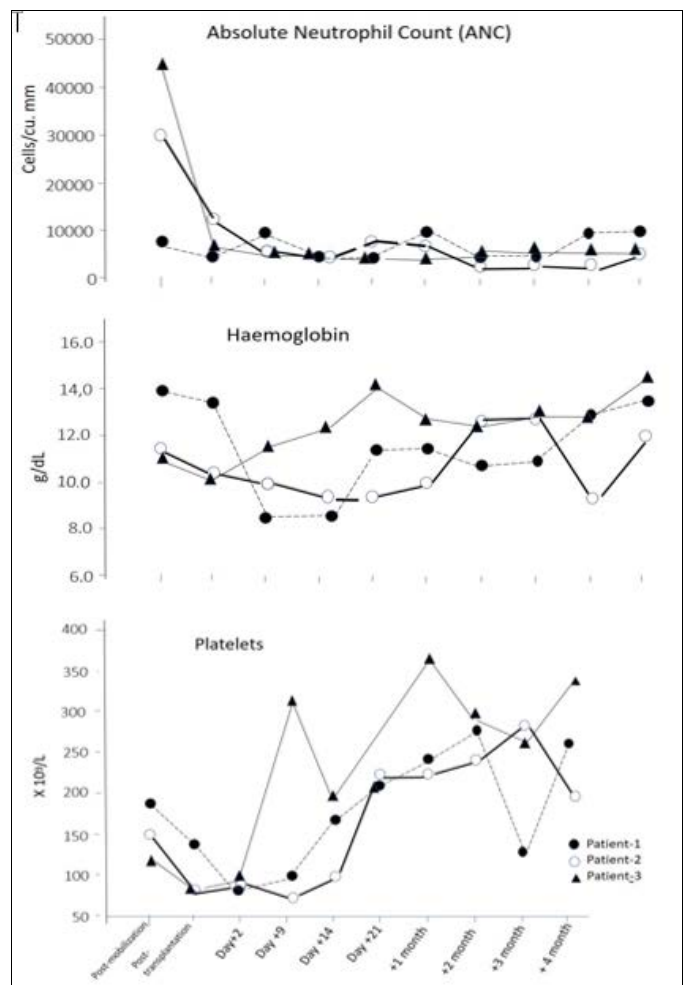 T
Absolute Neutrophil Count (ANC)
50000
40000
30000
20000
10000
0
Cells/cu. mm
Haemoglobin
16.0
14,0
12.0
10.0
8.0
6.0
g/dL
Platelets
400
350
300
250
200
150
100
50
X 10⁹/L
Patient-1
Patient-2
Patient-3
Post-mobilization
Post-
transplantation
Day+2
Day +9
Day +14
Day +21
+1 month
+2 month
+3 month
+ 4 month